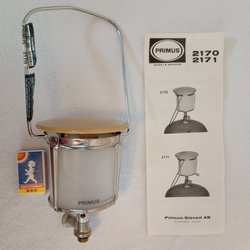 PRIMUS
2170
2171
MADE IN SWEDEN
2170
2171
PRIMUS
Primus-Sievert AB